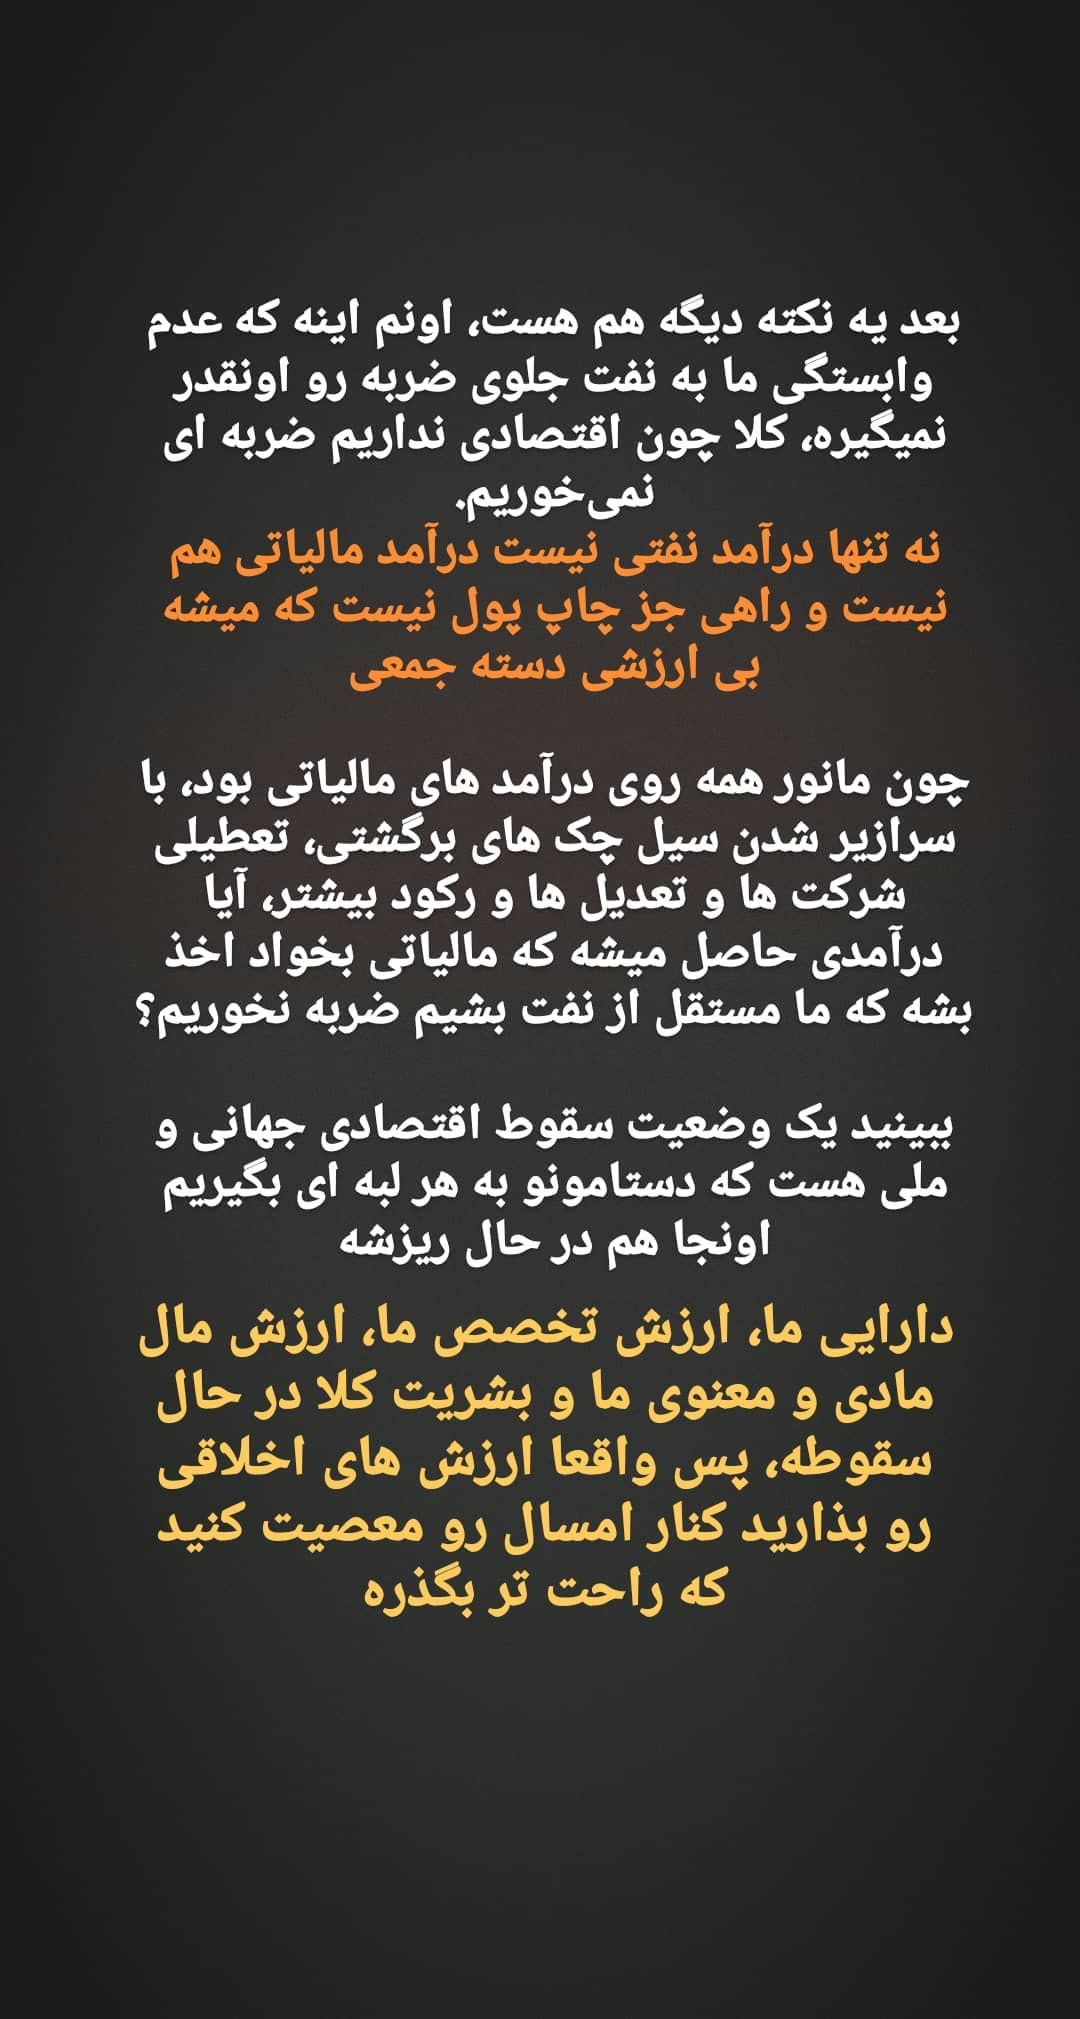 بعد یه نکته دیگه هم هست، اونم اینه که عدم
وابستگی ما به نفت جلوی ضربه رو اونقدر
نمیگیره، کلا چون اقتصادی نداریم ضربه ای
نمی‌خوریم.
نه تنها درآمد نفتی نیست درآمد مالیاتی هم
نیست و راهی جز چاپ پول نیست که میشه
بی ارزشی دسته جمعی
چون مانور همه روی درآمد های مالیاتی بود، با
سرازیر شدن سیل چک های برگشتی، تعطیلی
شرکت ها و تعدیل ها و رکود بیشتر، آیا
درآمدی حاصل میشه که مالیاتی بخواد اخذ
بشه که ما مستقل از نفت بشیم ضربه نخوریم؟
ببینید یک وضعیت سقوط اقتصادی جهانی و
ملی هست که دستامونو به هر لبه ای بگیریم
اونجا هم در حال ریزشه
دارایی ما، ارزش تخصص ما، ارزش مال
مادی و معنوی ما و بشریت کلا در حال
سقوطه، پس واقعا ارزش های اخلاقی
رو بذارید کنار امسال رو معصیت کنید
که راحت تر بگذره